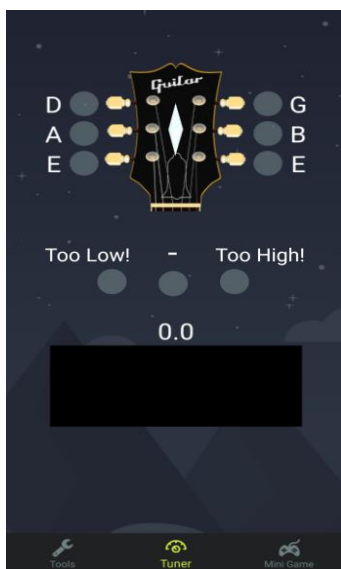 Guitar
D G
A B
E E
Too Low! - Too High!
0.0
Tools Tuner Mini Game